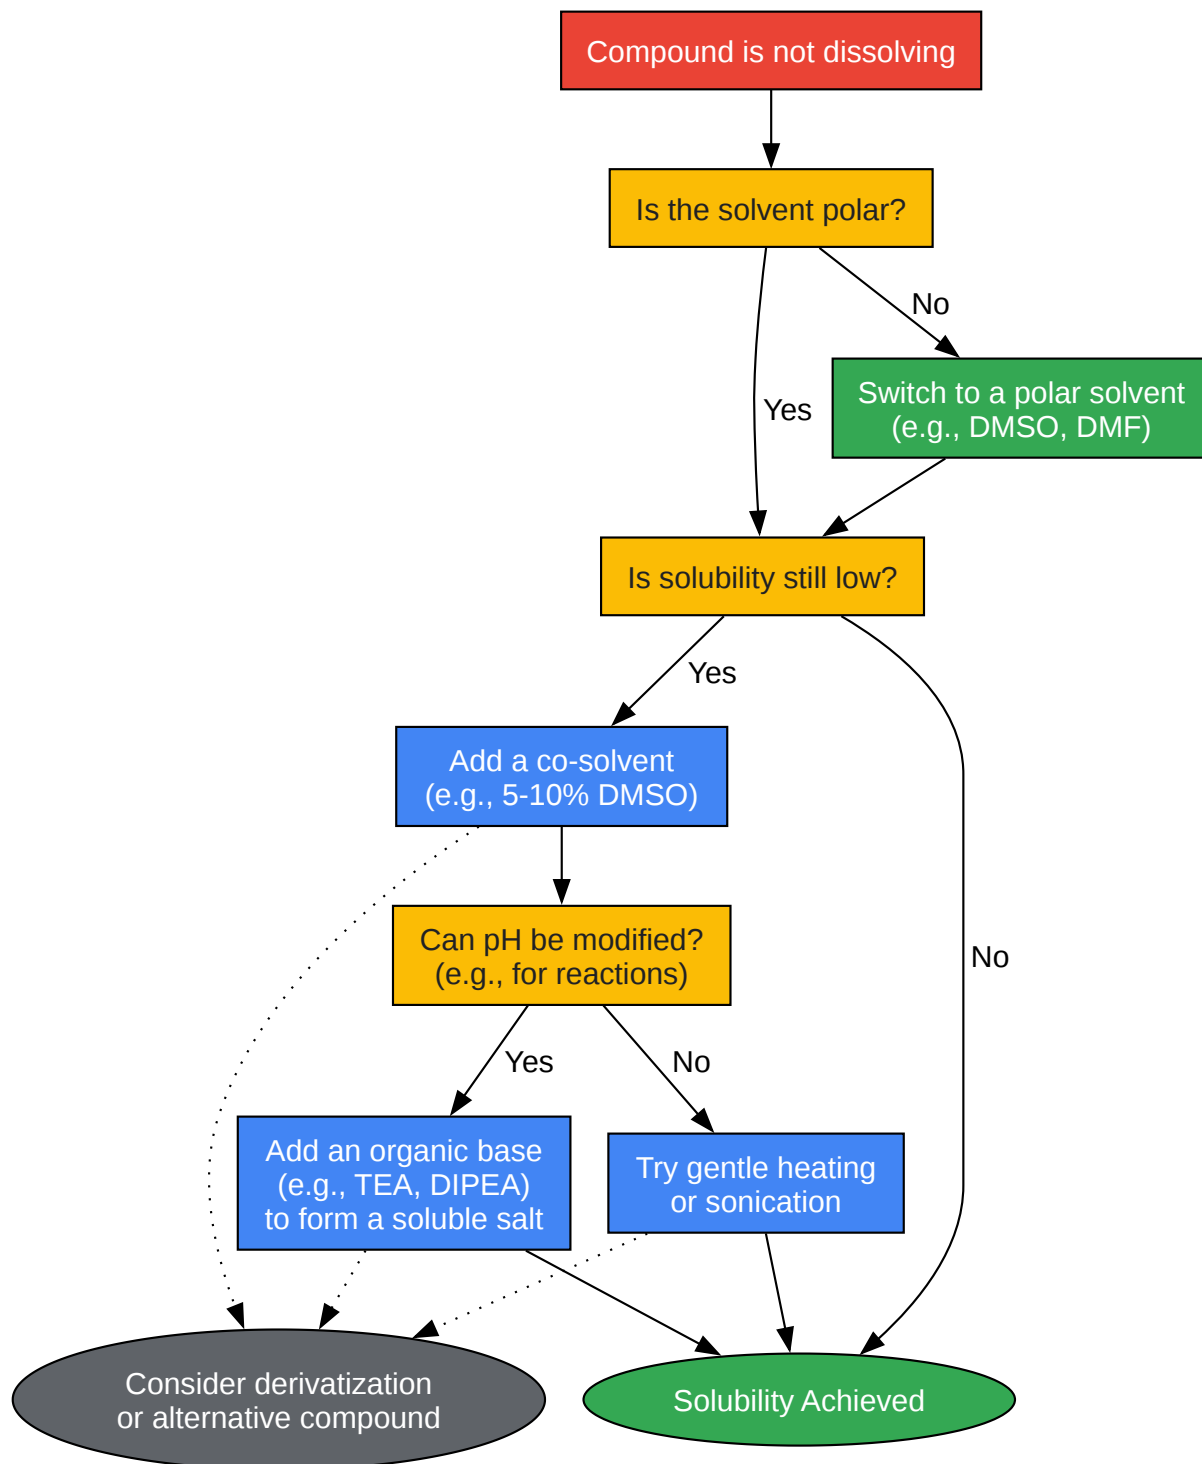 Compound is not dissolving
Is the solvent polar?
No
Switch to a polar solvent
(e.g., DMSO, DMF)
Yes
Is solubility still low?
Yes
Add a co-solvent
(e.g., 5-10% DMSO)
Can pH be modified?
(e.g., for reactions)
No
Yes
No
Add an organic base
(e.g., TEA, DIPEA)
to form a soluble salt
Try gentle heating
or sonication
Consider derivatization
or alternative compound
Solubility Achieved